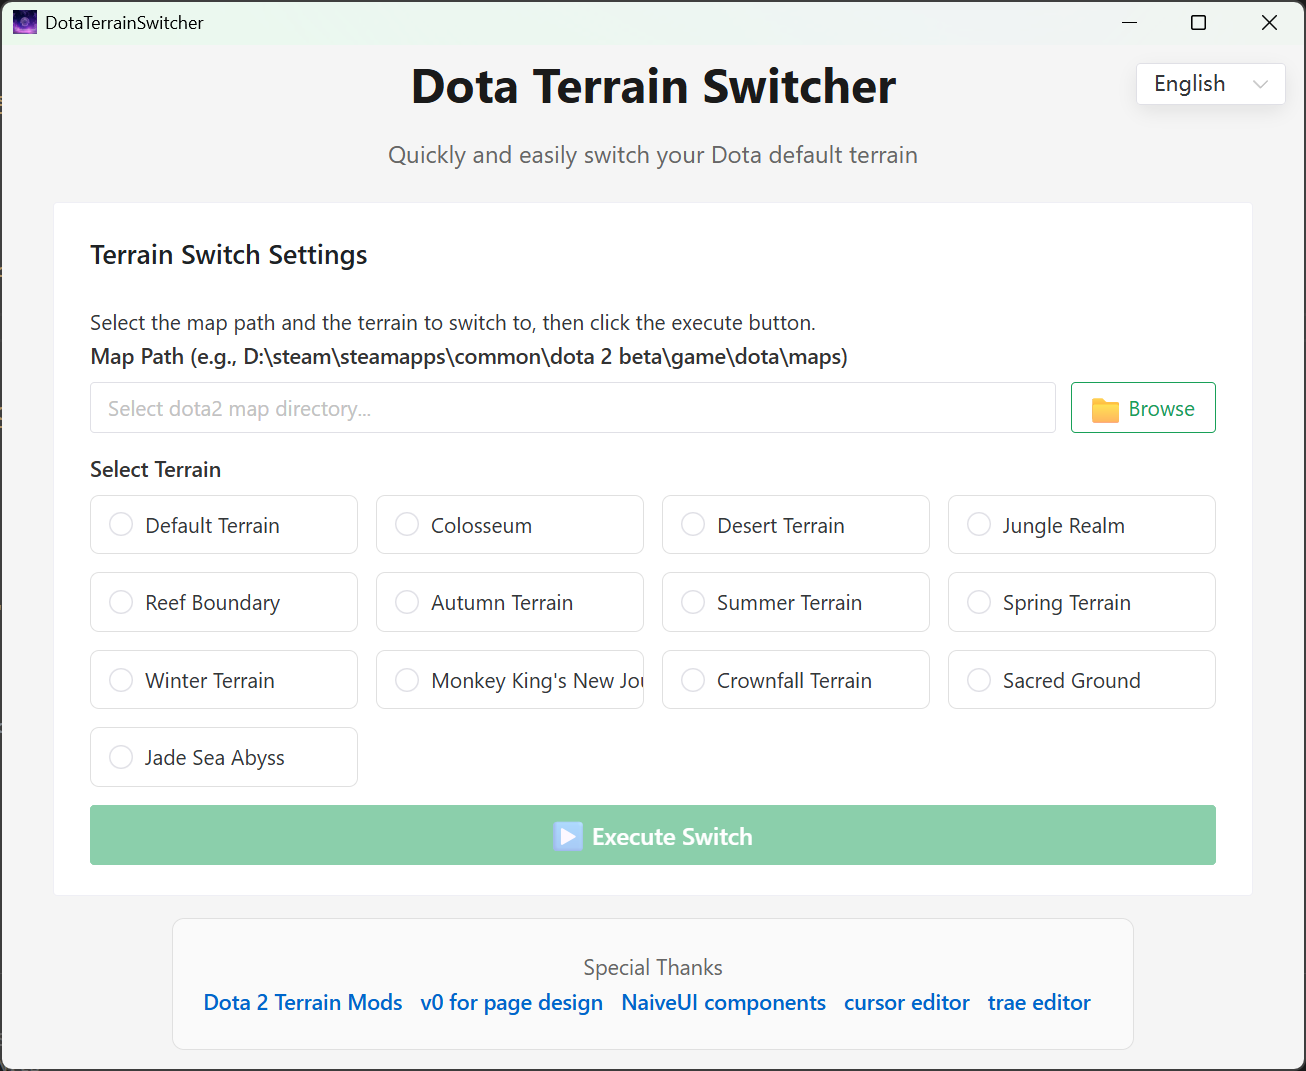 DotaTerrainSwitcher
Dota Terrain Switcher
English
Quickly and easily switch your Dota default terrain
Terrain Switch Settings
Select the map path and the terrain to switch to, then click the execute button.
Map Path (e.g., D:\steam\steamapps\common\dota 2 beta\game\dota\maps)
Select dota2 map directory...
Browse
Select Terrain
Default Terrain
Colosseum
Desert Terrain
Jungle Realm
Reef Boundary
Autumn Terrain
Summer Terrain
Spring Terrain
Winter Terrain
Monkey King's New Jou
Crownfall Terrain
Sacred Ground
Jade Sea Abyss
Execute Switch
Special Thanks
Dota 2 Terrain Mods v0 for page design NaiveUI components cursor editor trae editor